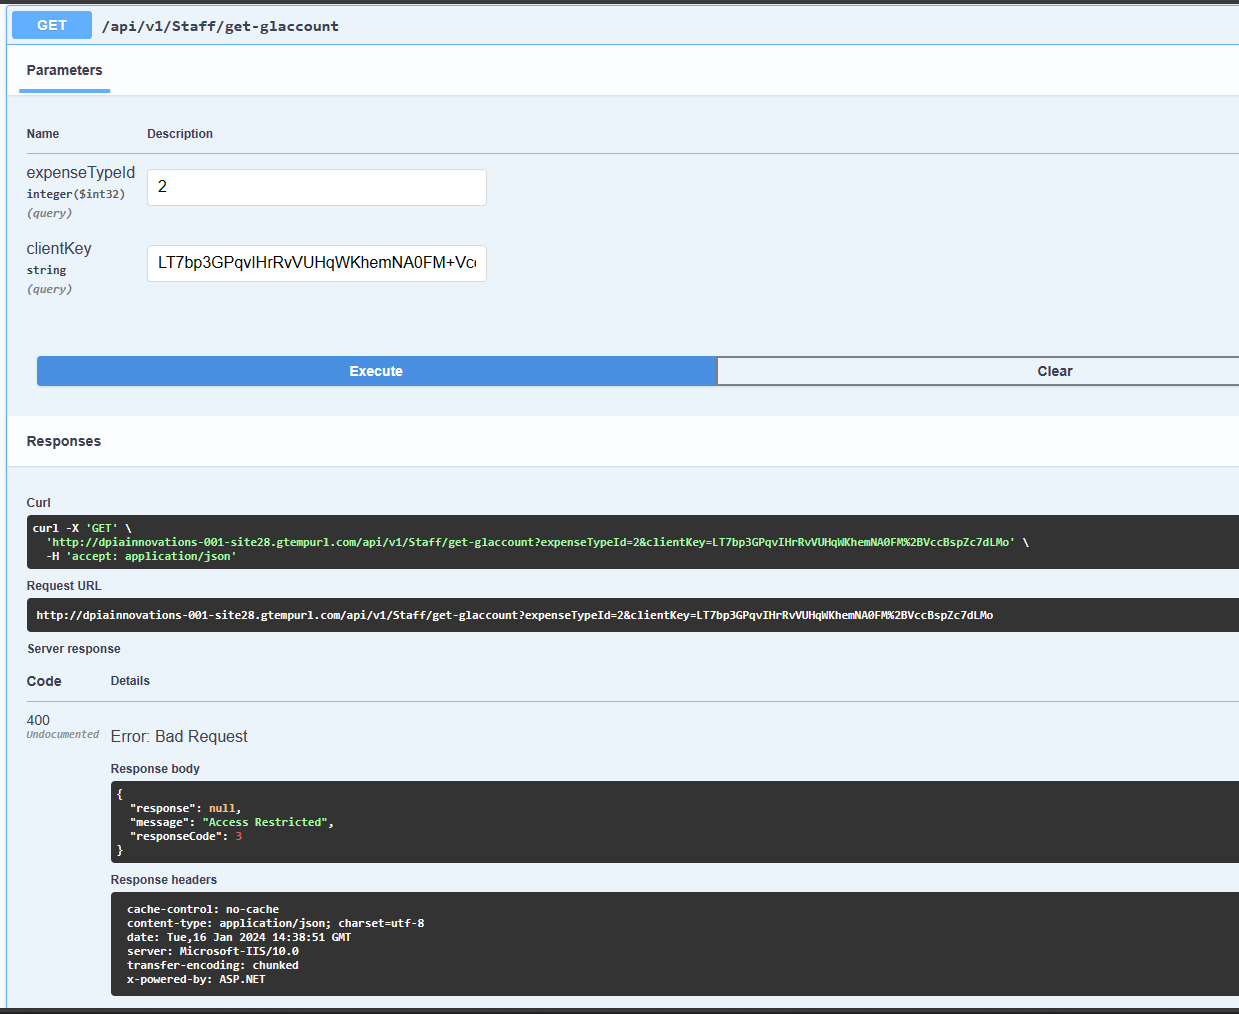 GET /api/v1/Staff/get-glaccount
Parameters
Name Description
expenseTypeId
integer($int32)
(query)
2
clientKey
string
(query)
LT7bp3GPqvIHrRvVUHqWKhemNA0FM+Vcc
Execute Clear
Responses
Curl
curl -X 'GET' \
'http://dpiainnovations-001-site28.gtempurl.com/api/v1/Staff/get-glaccount?expenseTypeId=2&clientKey=LT7bp3GPqvIHrRvVUHqWKhemNA0FM%2BVccBspZc7dLMo' \
-H 'accept: application/json'
Request URL
http://dpiainnovations-001-site28.gtempurl.com/api/v1/Staff/get-glaccount?expenseTypeId=2&clientKey=LT7bp3GPqvIHrRvVUHqWKhemNA0FM%2BVccBspZc7dLMo
Server response
Code Details
400
Undocumented
Error: Bad Request
Response body
{
"response": null,
"message": "Access Restricted",
"responseCode": 3
}
Response headers
cache-control: no-cache
content-type: application/json; charset=utf-8
date: Tue,16 Jan 2024 14:38:51 GMT
server: Microsoft-IIS/10.0
transfer-encoding: chunked
x-powered-by: ASP.NET